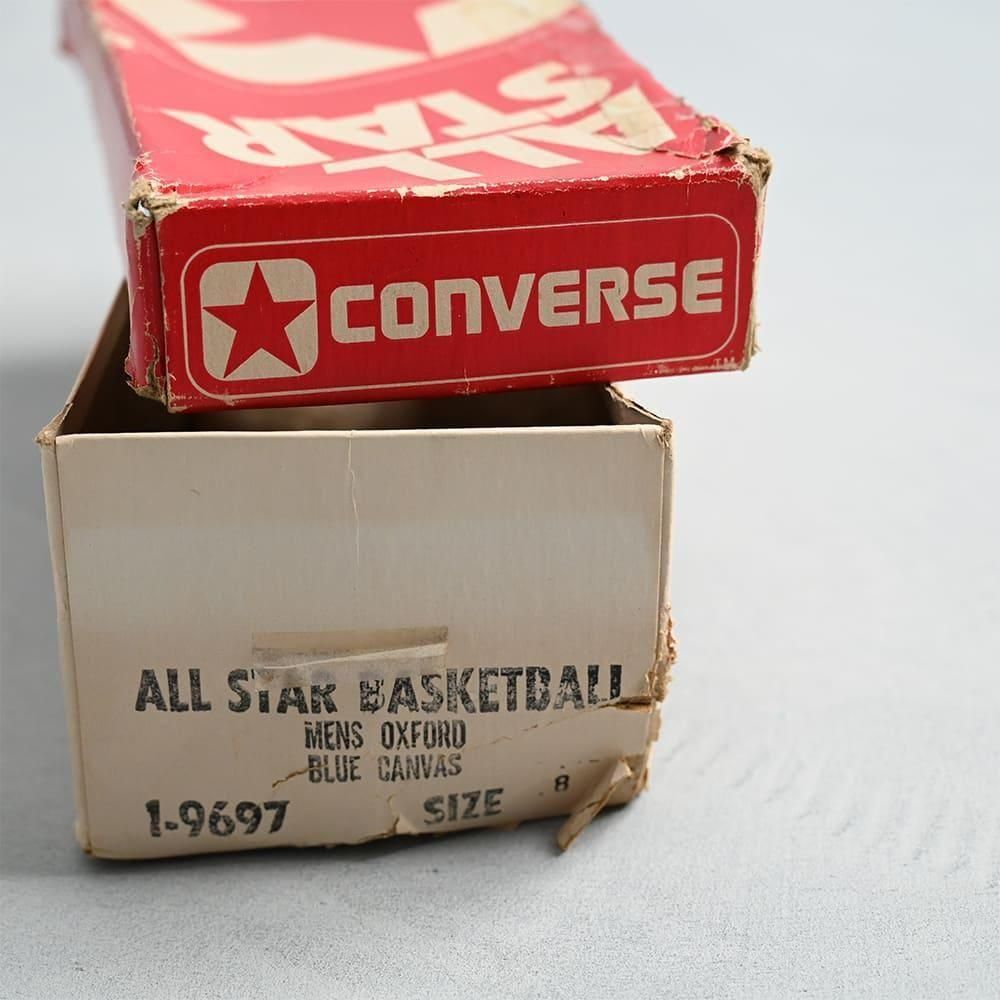 ALL
STAR
CONVERSE
TM
ALL STAR BASKETBALL
MENS OXFORD
BLUE CANVAS
1-9697 SIZE 8